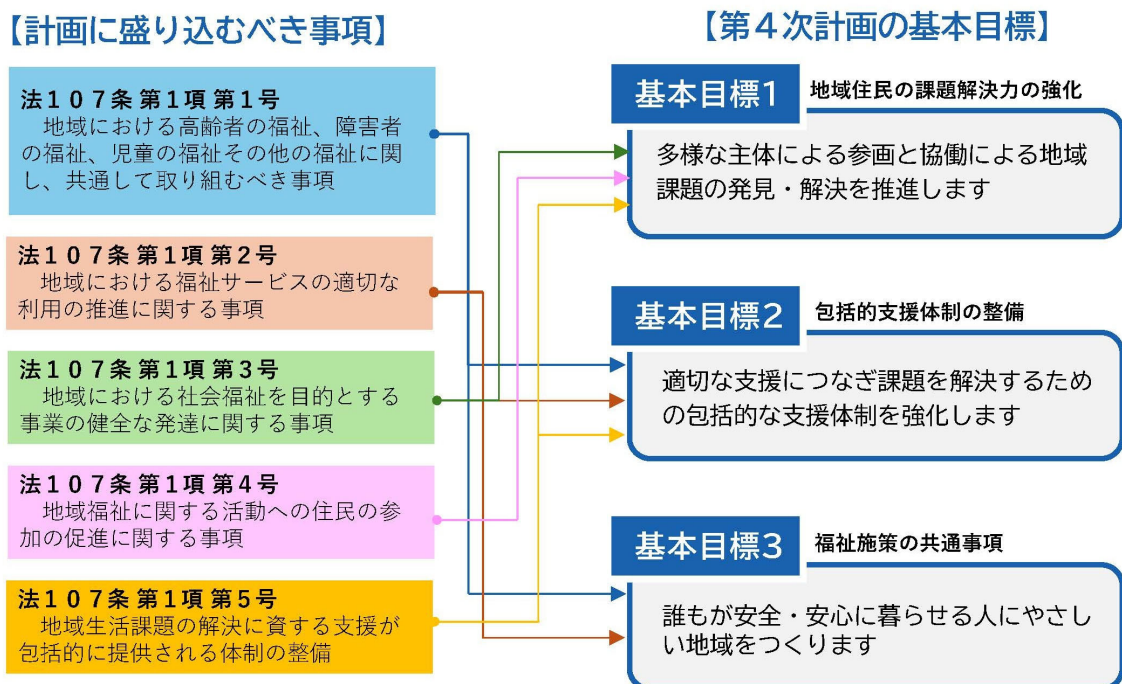 【計画に盛り込むべき事項】
法107条 第1項 第1号
地域における高齢者の福祉、障害者
の福祉、児童の福祉その他の福祉に関
し、共通して取り組むべき事項
法107条 第1項 第2号
地域における福祉サービスの適切な
利用の推進に関する事項
法107条 第1項 第3号
地域における社会福祉を目的とする
事業の健全な発達に関する事項
法107条 第1項 第4号
地域福祉に関する活動への住民の参
加の促進に関する事項
法107条 第1項 第5号
地域生活課題の解決に資する支援が
包括的に提供される体制の整備
【第4次計画の基本目標】
基本目標1 地域住民の課題解決力の強化
多様な主体による参画と協働による地域
課題の発見・解決を推進します
基本目標2 包括的支援体制の整備
適切な支援につなぎ課題を解決するため
の包括的な支援体制を強化します
基本目標3 福祉施策の共通事項
誰もが安全・安心に暮らせる人にやさし
い地域をつくります